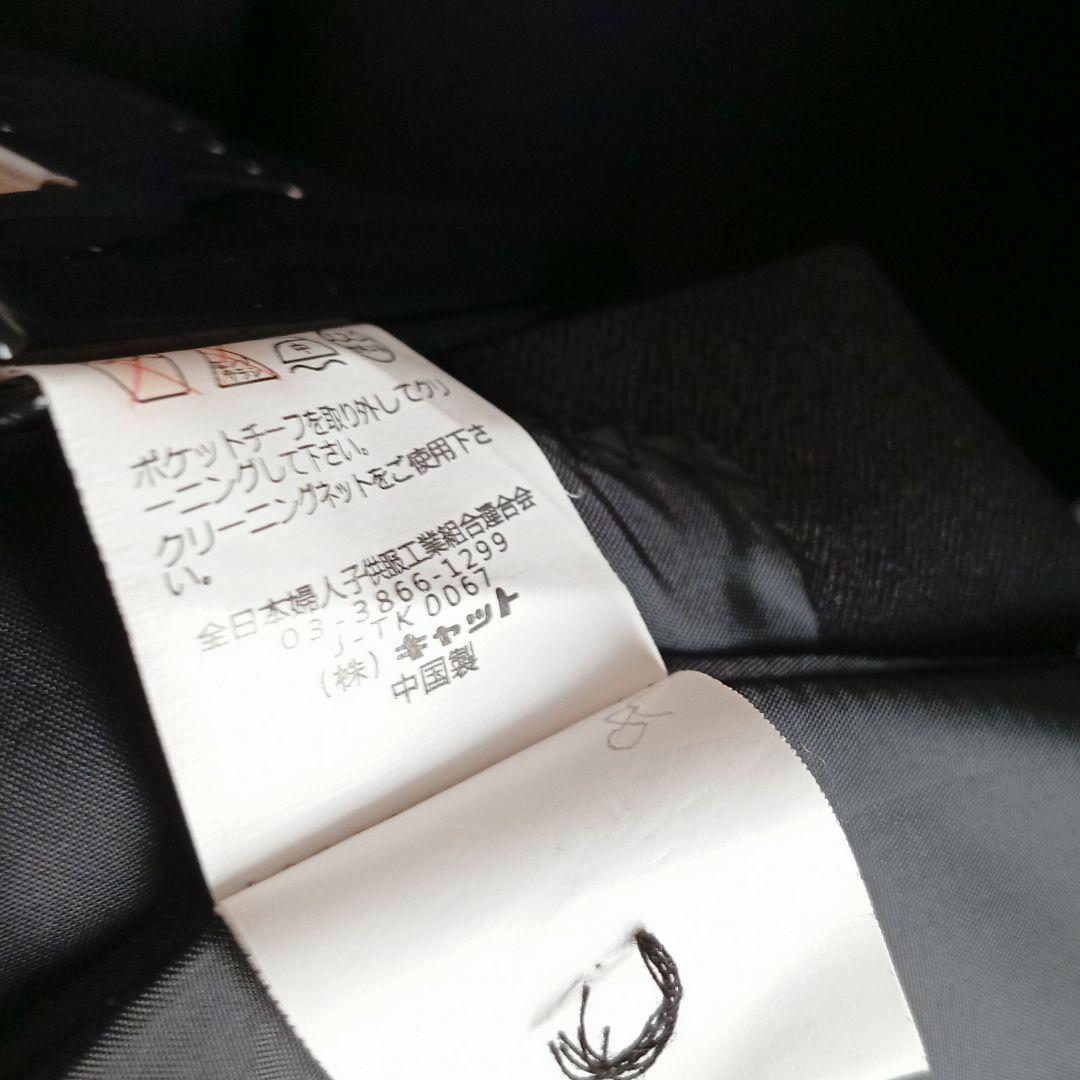 中
ポケットチーフを取り外してクリ
ーニングして下さい。
クリーニングネットをご使用下さ
い。
全日本婦人子供服工業組合連合会
03-3866-1299
J-TK0067
(株)キャット
中国製